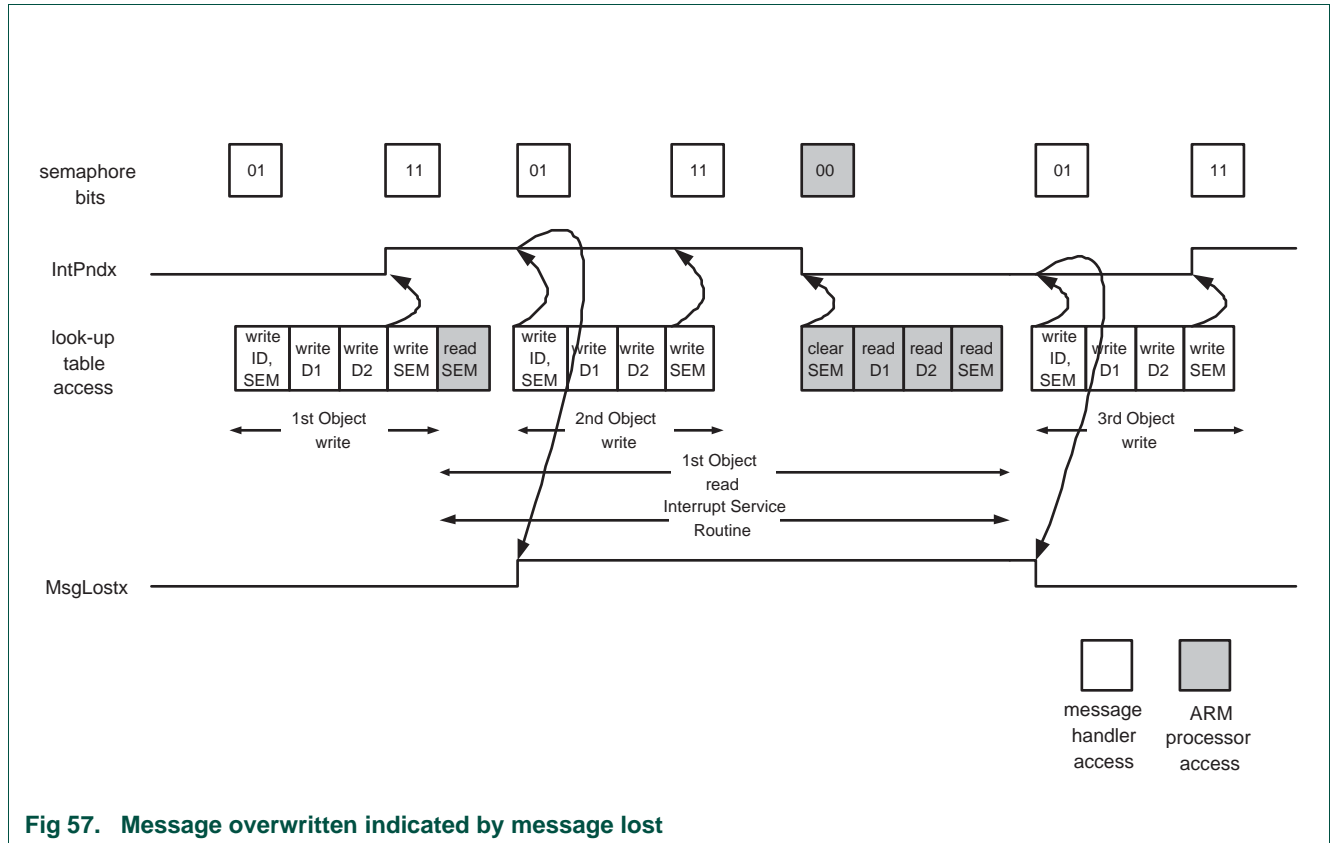 semaphore
bits
01
11
01
11
00
01
11
IntPndx
look-up
table
access
write
ID,
SEM
write
D1
write
D2
write
SEM
read
SEM
write
ID,
SEM
write
D1
write
D2
write
SEM
clear
SEM
read
D1
read
D2
read
SEM
write
ID,
SEM
write
D1
write
D2
write
SEM
1st Object
write
2nd Object
write
3rd Object
write
1st Object
read
Interrupt Service
Routine
MsgLostx
message
handler
access
ARM
processor
access
Fig 57. Message overwritten indicated by message lost